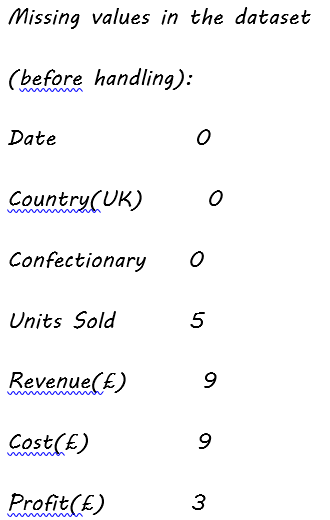 Missing values in the dataset
(before handling):
Date 0
Country(UK) 0
Confectionary 0
Units Sold 5
Revenue(£) 9
Cost(£) 9
Profit(£) 3